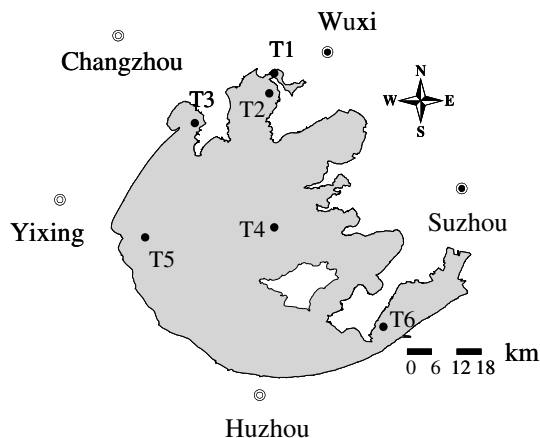 Wuxi
T1
Changzhou
N
T3
T2
W E
S
Suzhou
Yixing
T4
T5
T6
km
0 6 12 18
Huzhou